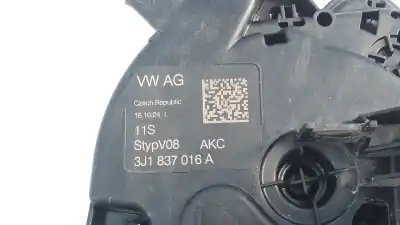 VW AG
Czech Republic
16.10.24 I.
11S
StypV08 AKC
3J1 837 016 A